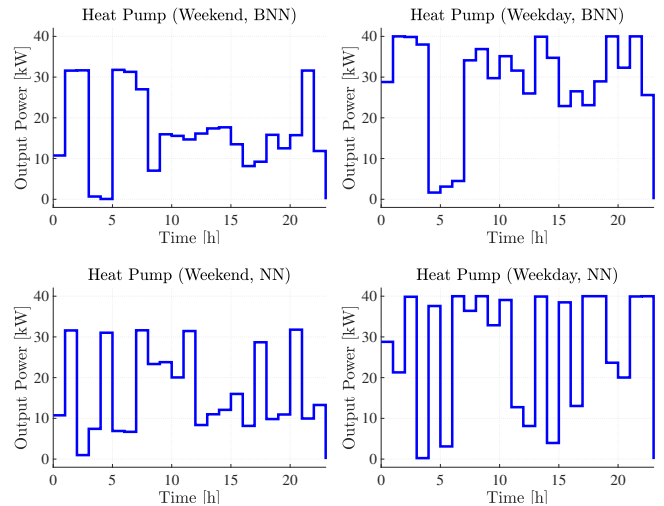 Heat Pump (Weekend, BNN)
Output Power [kW]
40
30
20
10
0
0 5 10 15 20
Time [h]
Heat Pump (Weekday, BNN)
Output Power [kW]
40
30
20
10
0
0 5 10 15 20
Time [h]
Heat Pump (Weekend, NN)
Output Power [kW]
40
30
20
10
0
0 5 10 15 20
Time [h]
Heat Pump (Weekday, NN)
Output Power [kW]
40
30
20
10
0
0 5 10 15 20
Time [h]